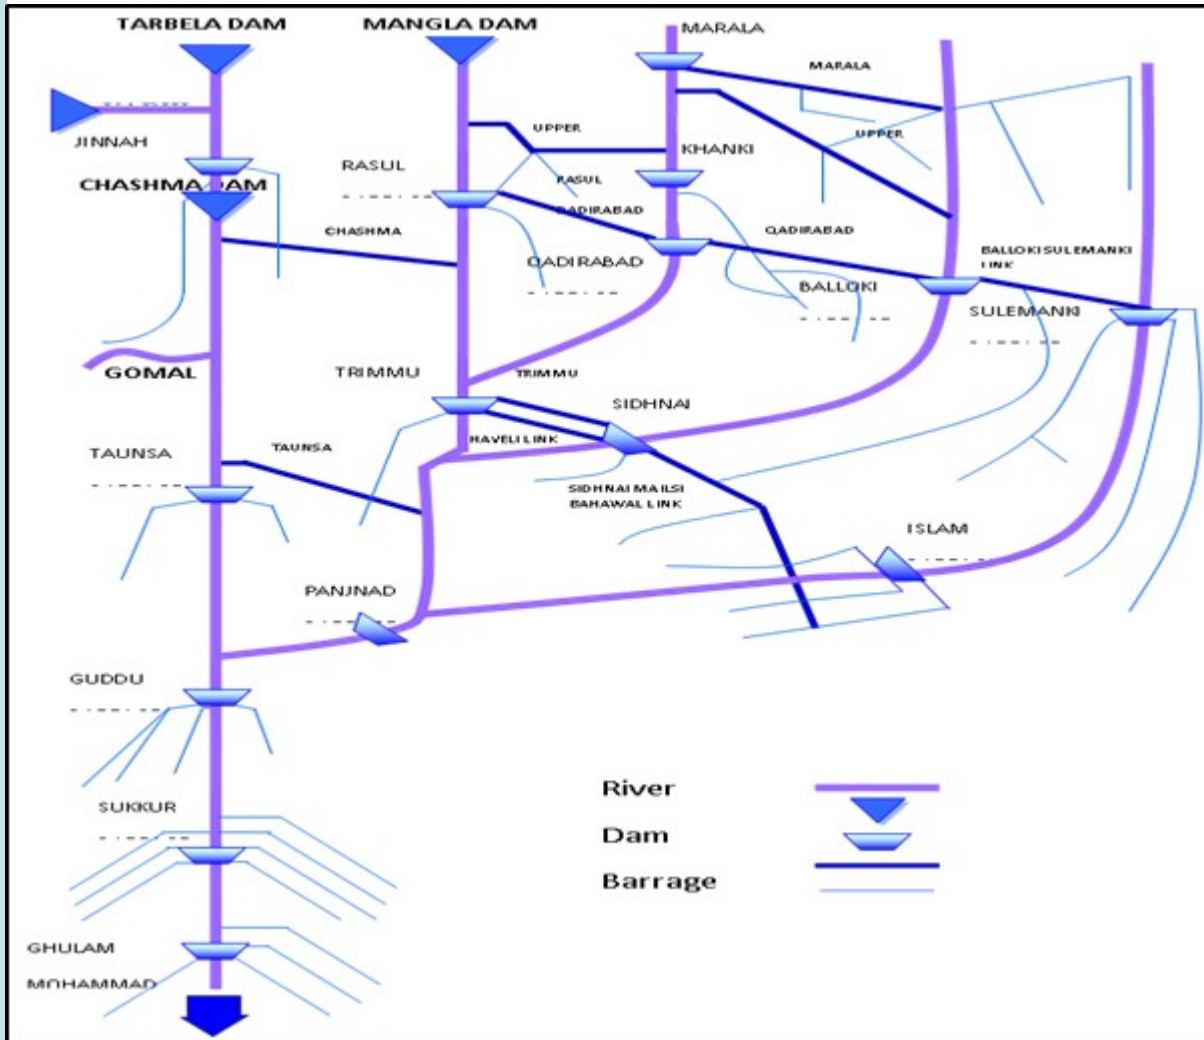 TARBELA DAM
MANGLA DAM
MARALA
MARALA
JINNAH
UPPER
UPPER
KHANKI
RASUL
CHASHMA DAM
RASUL
QADIRABAD
CHASHMA
QADIRABAD
QADIRABAD
BALLOKI SULEMANKI
LINK
BALLOKI
SULEMANKI
GOMAL
TRIMMU
TRIMMU
SIDHNAI
TAUNSA
TAUNSA
HAVELI LINK
SIDHNAI MAILSI
BAHAWAL LINK
ISLAM
PANJNAD
GUDDU
River
SUKKUR
Dam
Barrage
GHULAM
MOHAMMAD